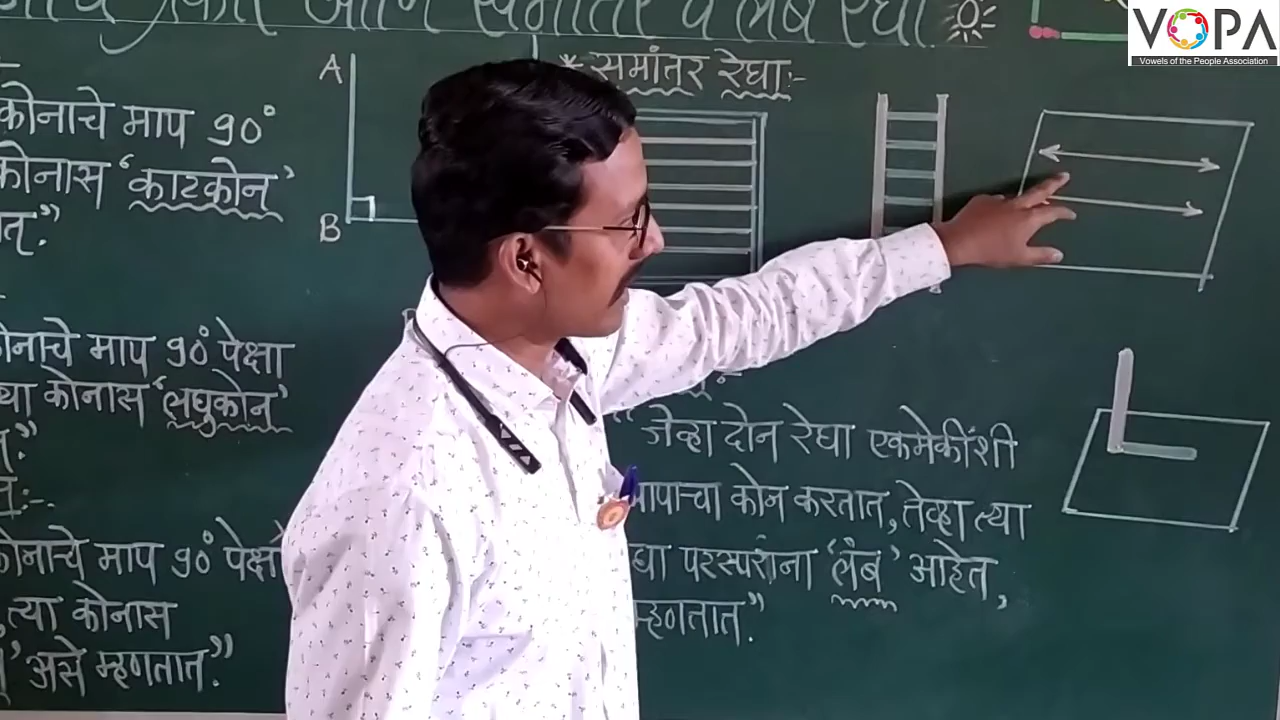 आणि समांतर व लंब रेषा.
VOPA
Vowels of the People Association
कोनाचे माप ९०°
कोनास ‘काटकोन’
A
B
* समांतर रेषा:-
माप ९०° पेक्षा
कोनास ‘लघुकोन’
कोनाचे माप ९०° पेक्षा
, त्या कोनास
’ असे म्हणतात.”
“जेव्हा दोन रेषा एकमेकींशी
कोन करतात, तेव्हा त्या
परस्परांना ‘लंब’ आहेत,
म्हणतात”.